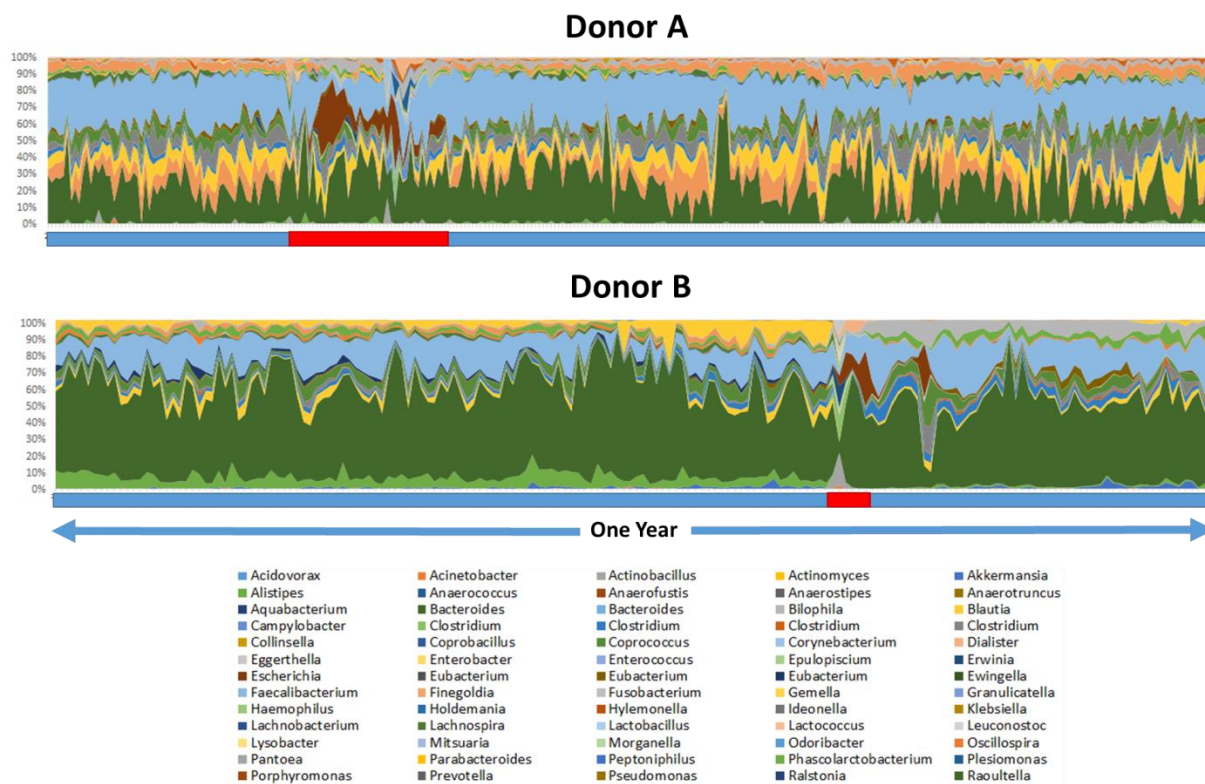 Donor A
100%
90%
80%
70%
60%
50%
40%
30%
20%
10%
0%
Donor B
100%
90%
80%
70%
60%
50%
40%
30%
20%
10%
0%
One Year
Acidovorax Acinetobacter Actinobacillus Actinomyces Akkermansia
Alistipes Anaerococcus Anaerofustis Anaerostipes Anaerotruncus
Aquabacterium Bacteroides Bacteroides Bilophila Blautia
Campylobacter Clostridium Clostridium Clostridium Clostridium
Collinsella Coprobacillus Coprococcus Corynebacterium Dialister
Eggerthella Enterobacter Enterococcus Epulopiscium Erwinia
Escherichia Eubacterium Eubacterium Eubacterium Ewingella
Faecalibacterium Finegoldia Fusobacterium Gemella Granulicatella
Haemophilus Holdemania Hylemonella Ideonella Klebsiella
Lachnobacterium Lachnospira Lactobacillus Lactococcus Leuconostoc
Lysobacter Mitsuaria Morganella Odoribacter Oscillospira
Pantoea Parabacteroides Peptoniphilus Phascolarctobacterium Plesiomonas
Porphyromonas Prevotella Pseudomonas Ralstonia Raoultella